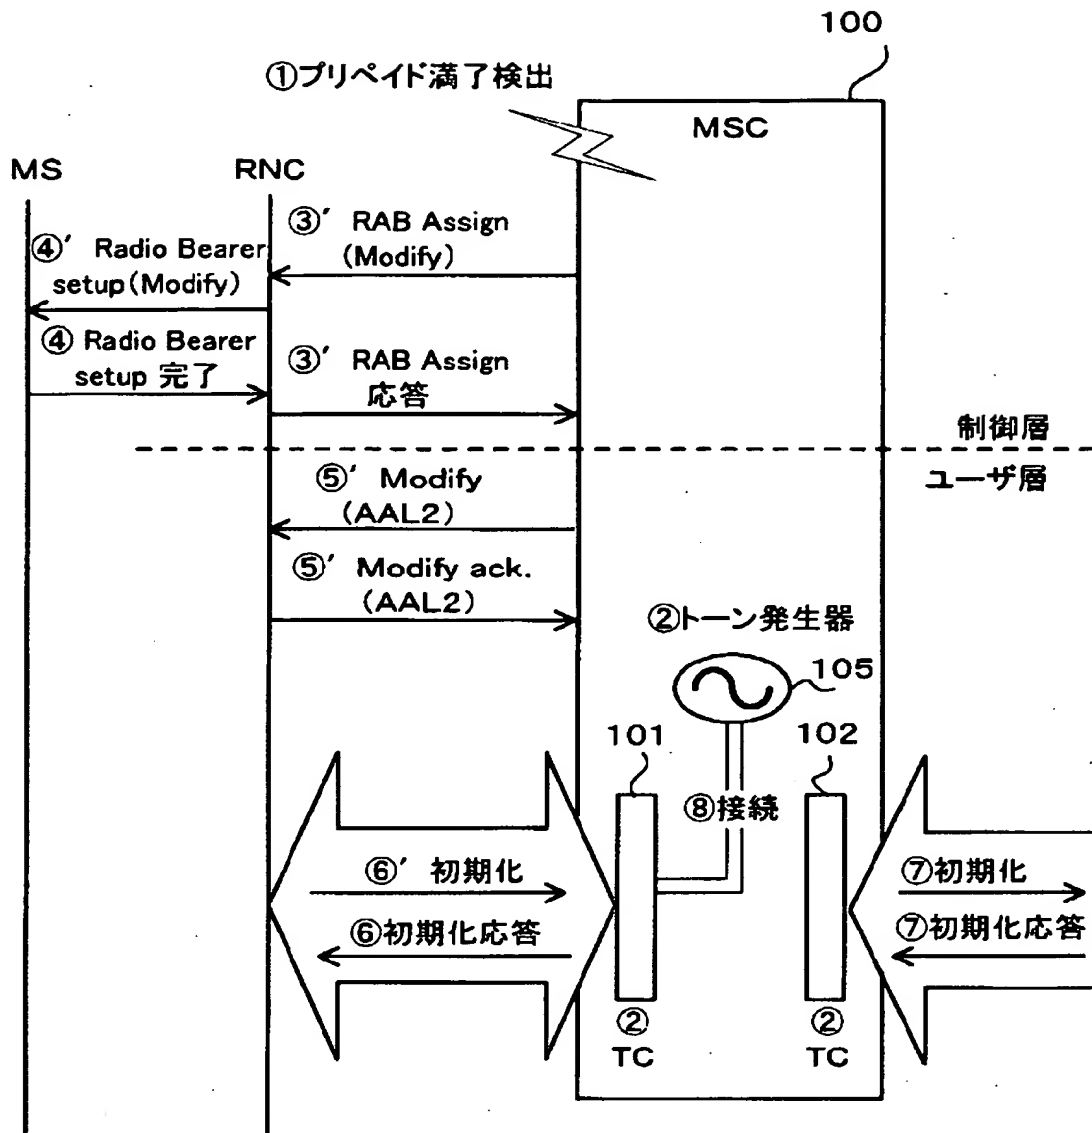 100
①プリペイド満了検出
MSC
MS
RNC
③′ RAB Assign
(Modify)
④′ Radio Bearer
setup(Modify)
④ Radio Bearer
setup 完了
③′ RAB Assign
応答
制御層
ユーザ層
⑤′ Modify
(AAL2)
⑤′ Modify ack.
(AAL2)
②トーン発生器
105
101
102
⑧接続
⑥′ 初期化
⑦初期化
⑥初期化応答
⑦初期化応答
②
TC
②
TC